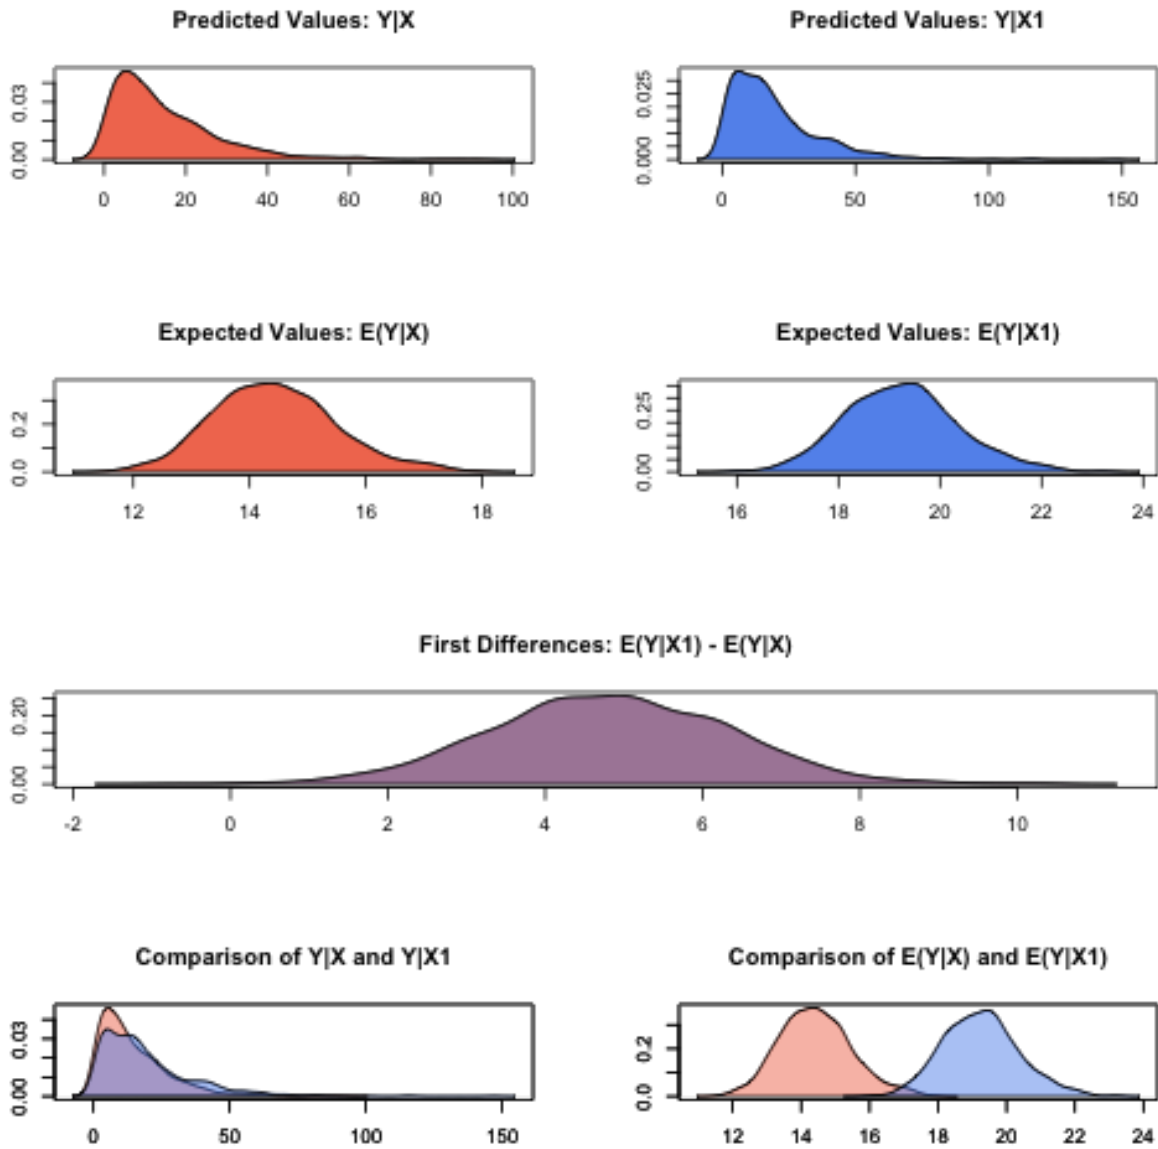 Predicted Values: Y|X
0.00 0.03
0 20 40 60 80 100
Predicted Values: Y|X1
0.000 0.025
0 50 100 150
Expected Values: E(Y|X)
0.0 0.2
12 14 16 18
Expected Values: E(Y|X1)
0.00 0.25
16 18 20 22 24
First Differences: E(Y|X1) - E(Y|X)
0.00 0.20
-2 0 2 4 6 8 10
Comparison of Y|X and Y|X1
0.00 0.03
0 50 100 150
Comparison of E(Y|X) and E(Y|X1)
0.0 0.2
12 14 16 18 20 22 24